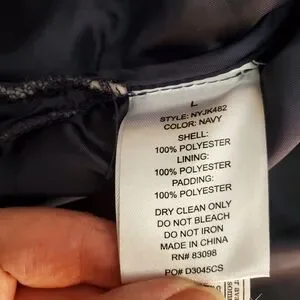 L
STYLE: NYJK482
COLOR: NAVY
SHELL:
100% POLYESTER
LINING:
100% POLYESTER
PADDING:
100% POLYESTER
DRY CLEAN ONLY
DO NOT BLEACH
DO NOT IRON
MADE IN CHINA
RN# 83098
PO# D3045CS